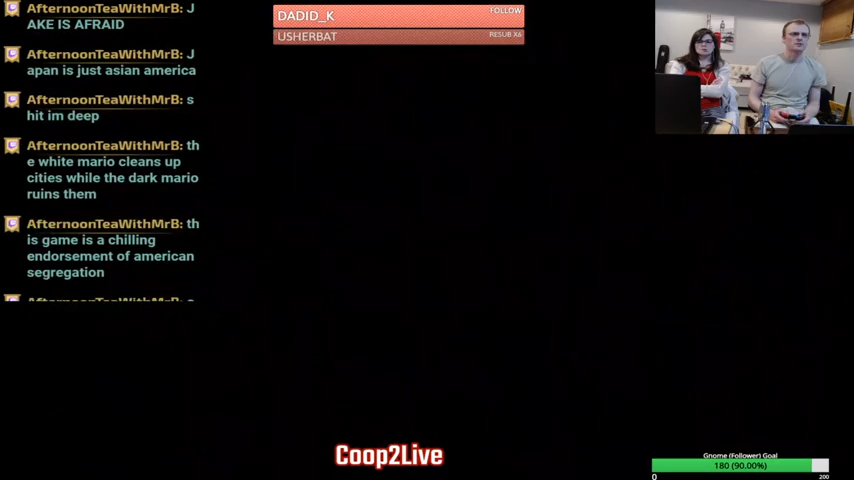 AfternoonTeaWithMrB: J
AKE IS AFRAID
AfternoonTeaWithMrB: J
apan is just asian america
AfternoonTeaWithMrB: s
hit im deep
AfternoonTeaWithMrB: th
e white mario cleans up
cities while the dark mario
ruins them
AfternoonTeaWithMrB: th
is game is a chilling
endorsement of american
segregation
AfternoonTeaWithMrB:
DADID_K FOLLOW
USHERBAT RESUB X6
Coop2Live
Gnome (Follower) Goal
180 (90.00%)
0 200